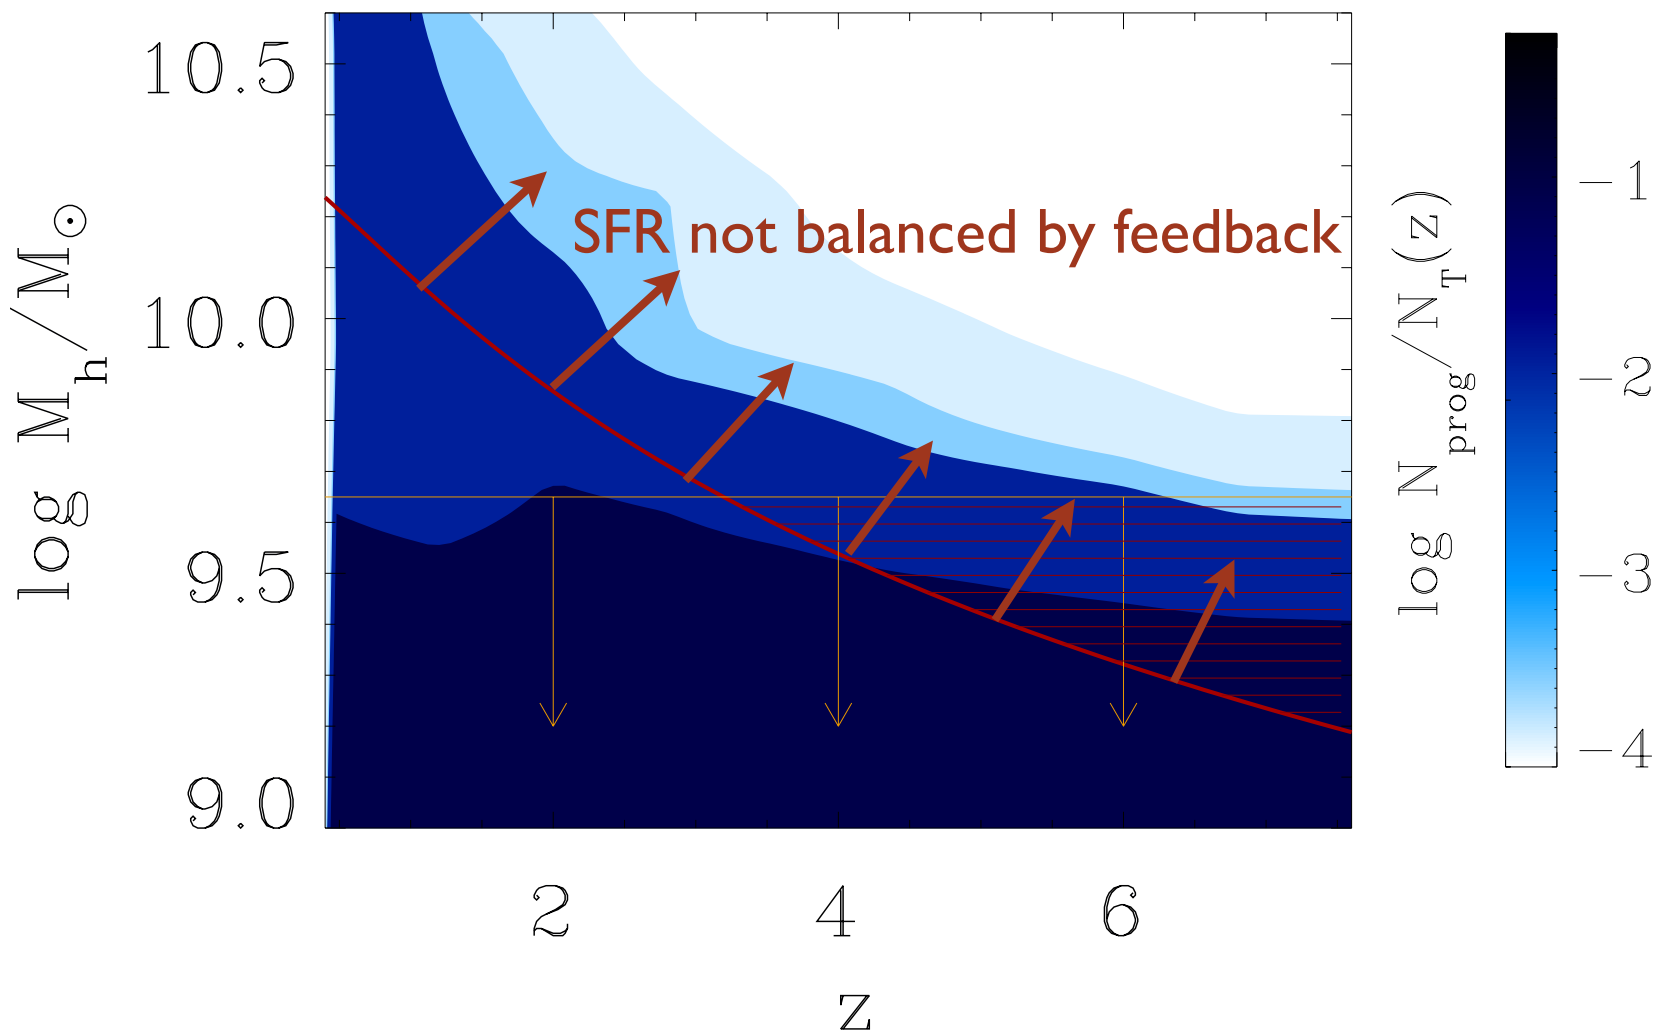 10.5
10.0
9.5
9.0
log M_h/M_⊙
SFR not balanced by feedback
2 4 6
z
log N_prog/N_T(z)
−1
−2
−3
−4